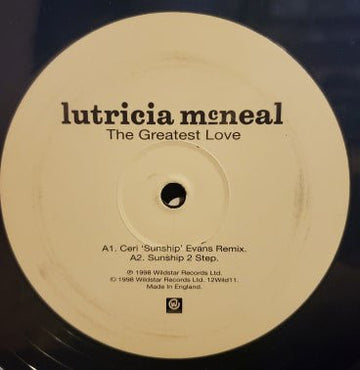 lutricia mcneal
The Greatest Love
A1. Ceri 'Sunship' Evans Remix.
A2. Sunship 2 Step.
℗ 1998 Wildstar Records Ltd.
© 1998 Wildstar Records Ltd. 12Wild11.
Made In England.
W